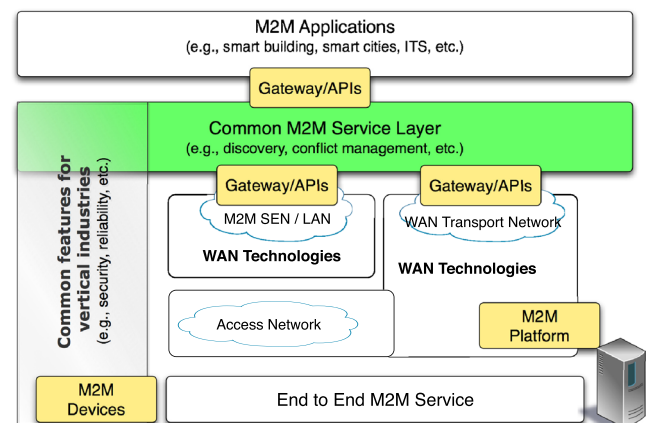 M2M Applications
(e.g., smart building, smart cities, ITS, etc.)
Gateway/APIs
Common M2M Service Layer
(e.g., discovery, conflict management, etc.)
Common features for
vertical industries
(e.g., security, reliability, etc.)
Gateway/APIs
Gateway/APIs
M2M SEN / LAN
WAN Transport Network
WAN Technologies
WAN Technologies
Access Network
M2M
Platform
M2M
Devices
End to End M2M Service